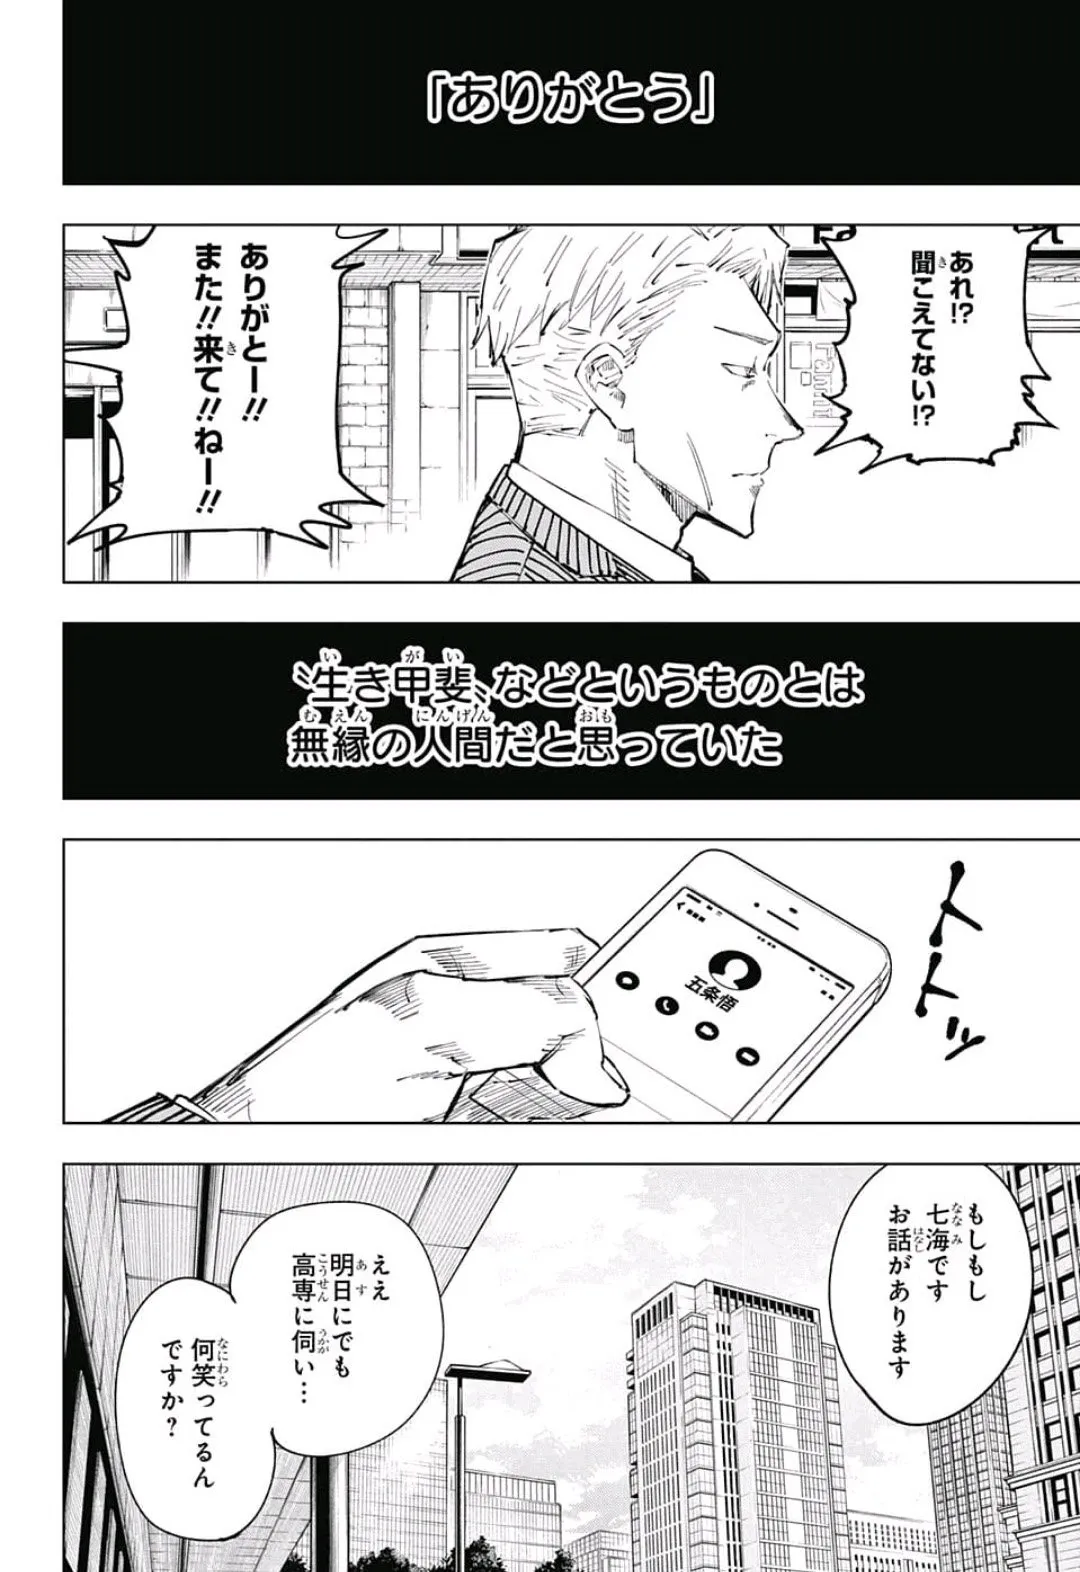 「ありがとう」
あれ!?
聞こえてない!?
ありがとー!!
また!!来て!!ねー!!
〝生き甲斐〟などというものとは
無縁の人間だと思っていた
トトトッ
五条悟
もしもし
七海です
お話があります
ええ
明日にでも
高専に伺い…
何笑ってるん
ですか?